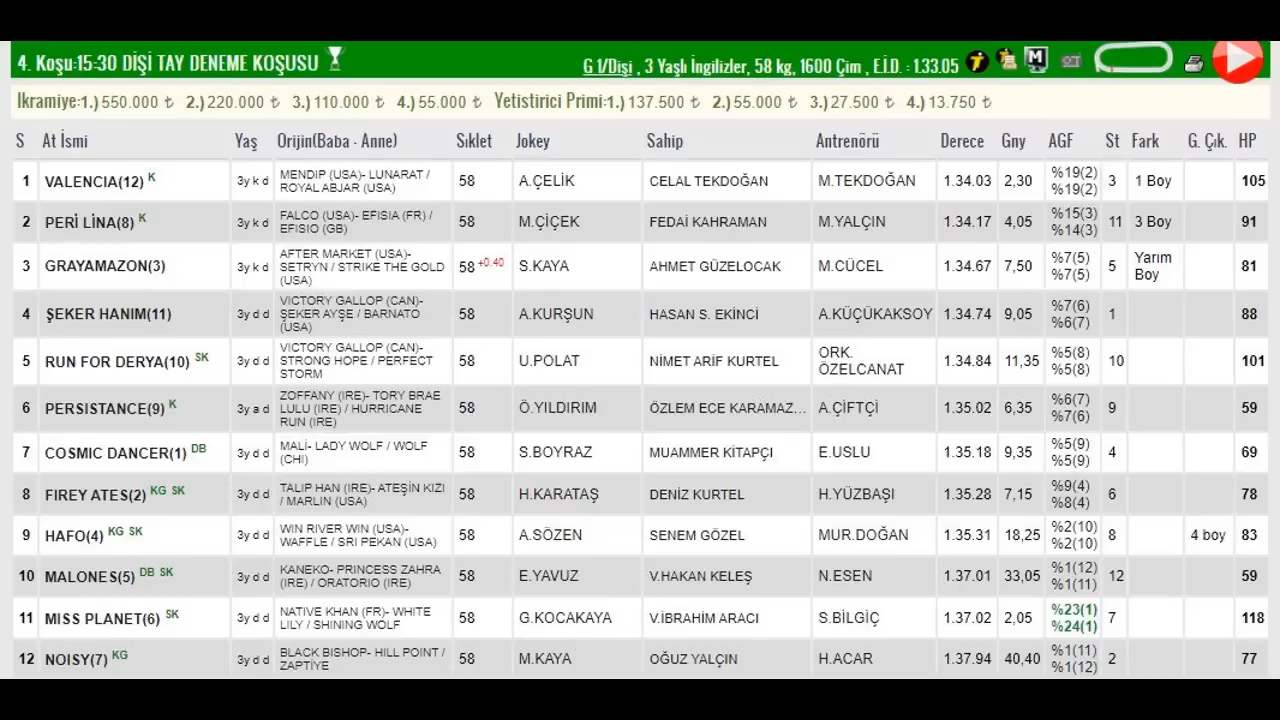 4. Koşu:15:30 DİŞİ TAY DENEME KOŞUSU G 1/Dişi , 3 Yaşlı İngilizler, 58 kg, 1600 Çim , E.İ.D. : 1.33.05
İkramiye:1.) 550.000 ₺ 2.) 220.000 ₺ 3.) 110.000 ₺ 4.) 55.000 ₺ Yetistirici Primi:1.) 137.500 ₺ 2.) 55.000 ₺ 3.) 27.500 ₺ 4.) 13.750 ₺
S At İsmi Yaş Orijin(Baba - Anne) Sıklet Jokey Sahip Antrenörü Derece Gny AGF St Fark G. Çık. HP
1 VALENCIA(12) K 3y k d MENDIP (USA)- LUNARAT / ROYAL ABJAR (USA) 58 A.ÇELİK CELAL TEKDOĞAN M.TEKDOĞAN 1.34.03 2,30 %19(2) %19(2) 3 1 Boy 105
2 PERİ LİNA(8) K 3y k d FALCO (USA)- EFISIA (FR) / EFISIO (GB) 58 M.ÇİÇEK FEDAİ KAHRAMAN M.YALÇIN 1.34.17 4,05 %15(3) %14(3) 11 3 Boy 91
3 GRAYAMAZON(3) 3y k d AFTER MARKET (USA)- SETRYN / STRIKE THE GOLD (USA) 58 +0.40 S.KAYA AHMET GÜZELOCAK M.CÜCEL 1.34.67 7,50 %7(5) %7(5) 5 Yarım Boy 81
4 ŞEKER HANIM(11) 3y d d VICTORY GALLOP (CAN)- ŞEKER AYŞE / BARNATO (USA) 58 A.KURŞUN HASAN S. EKİNCİ A.KÜÇÜKAKSOY 1.34.74 9,05 %7(6) %6(7) 1 88
5 RUN FOR DERYA(10) SK 3y d d VICTORY GALLOP (CAN)- STRONG HOPE / PERFECT STORM 58 U.POLAT NİMET ARİF KURTEL ORK. ÖZELCANAT 1.34.84 11,35 %5(8) %5(8) 10 101
6 PERSISTANCE(9) K 3y a d ZOFFANY (IRE)- TORY BRAE LULU (IRE) / HURRICANE RUN (IRE) 58 Ö.YILDIRIM ÖZLEM ECE KARAMAZ... A.ÇİFTÇİ 1.35.02 6,35 %6(7) %7(6) 9 59
7 COSMIC DANCER(1) DB 3y d d MALİ- LADY WOLF / WOLF (CHI) 58 S.BOYRAZ MUAMMER KİTAPÇI E.USLU 1.35.18 9,35 %5(9) %5(9) 4 69
8 FIREY ATES(2) KG SK 3y d d TALIP HAN (IRE)- ATEŞİN KIZI / MARLIN (USA) 58 H.KARATAŞ DENİZ KURTEL H.YÜZBAŞI 1.35.28 7,15 %9(4) %8(4) 6 78
9 HAFO(4) KG SK 3y d d WIN RIVER WIN (USA)- WAFFLE / SRI PEKAN (USA) 58 A.SÖZEN SENEM GÖZEL MUR.DOĞAN 1.35.31 18,25 %2(10) %2(10) 8 4 boy 83
10 MALONES(5) DB SK 3y d d KANEKO- PRINCESS ZAHRA (IRE) / ORATORIO (IRE) 58 E.YAVUZ V.HAKAN KELEŞ N.ESEN 1.37.01 33,05 %1(12) %1(11) 12 59
11 MISS PLANET(6) SK 3y d d NATIVE KHAN (FR)- WHITE LILY / SHINING WOLF 58 G.KOCAKAYA V.İBRAHİM ARACI S.BİLGİÇ 1.37.02 2,05 %23(1) %24(1) 7 118
12 NOISY(7) KG 3y d d BLACK BISHOP- HILL POINT / ZAPTİYE 58 M.KAYA OĞUZ YALÇIN H.ACAR 1.37.94 40,40 %1(11) %1(12) 2 77